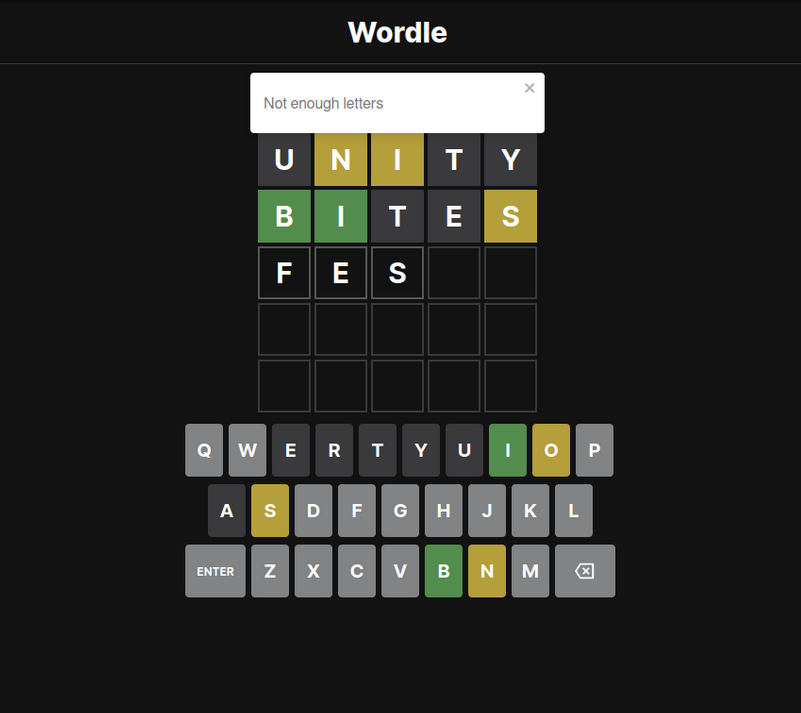 Wordle
Not enough letters
×
U N I T Y
B I T E S
F E S
Q W E R T Y U I O P
A S D F G H J K L
ENTER Z X C V B N M